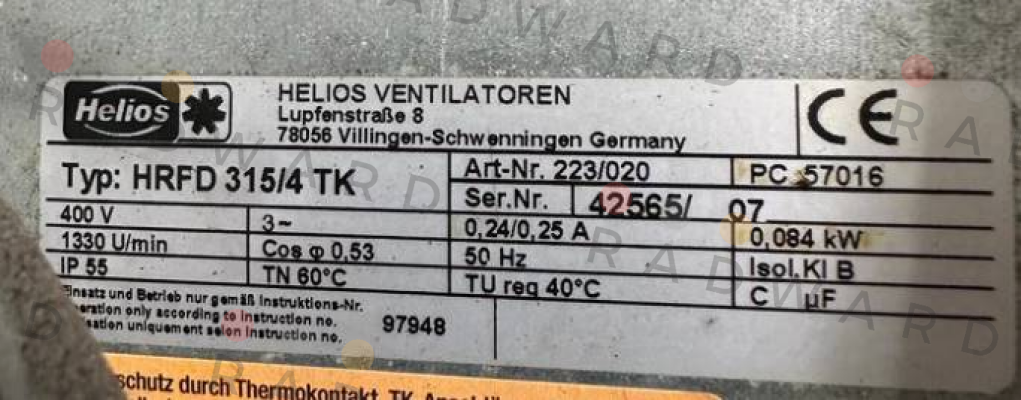 Helios
HELIOS VENTILATOREN
Lupfenstraße 8
78056 Villingen-Schwenningen Germany
CE
Typ: HRFD 315/4 TK
Art-Nr. 223/020
PC 57016
Ser.Nr. 42565/ 07
400 V
3~
0,24/0,25 A
0,084 kW
1330 U/min
Cos φ 0,53
50 Hz
Isol.Kl B
IP 55
TN 60°C
TU req 40°C
C µF
Einsatz und Betrieb nur gemäß Instruktions-Nr.
only according to instruction no. 97948
uniquement selon instruction no.
durch Thermokontakt TK
RADWARD
RADWARD
RADWARD